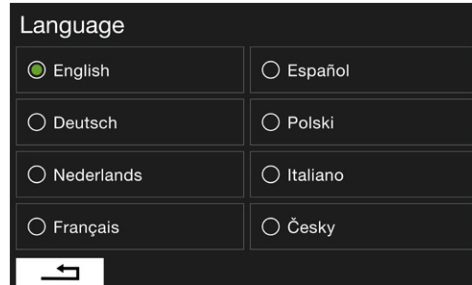 Language
English
Español
Deutsch
Polski
Nederlands
Italiano
Français
Česky